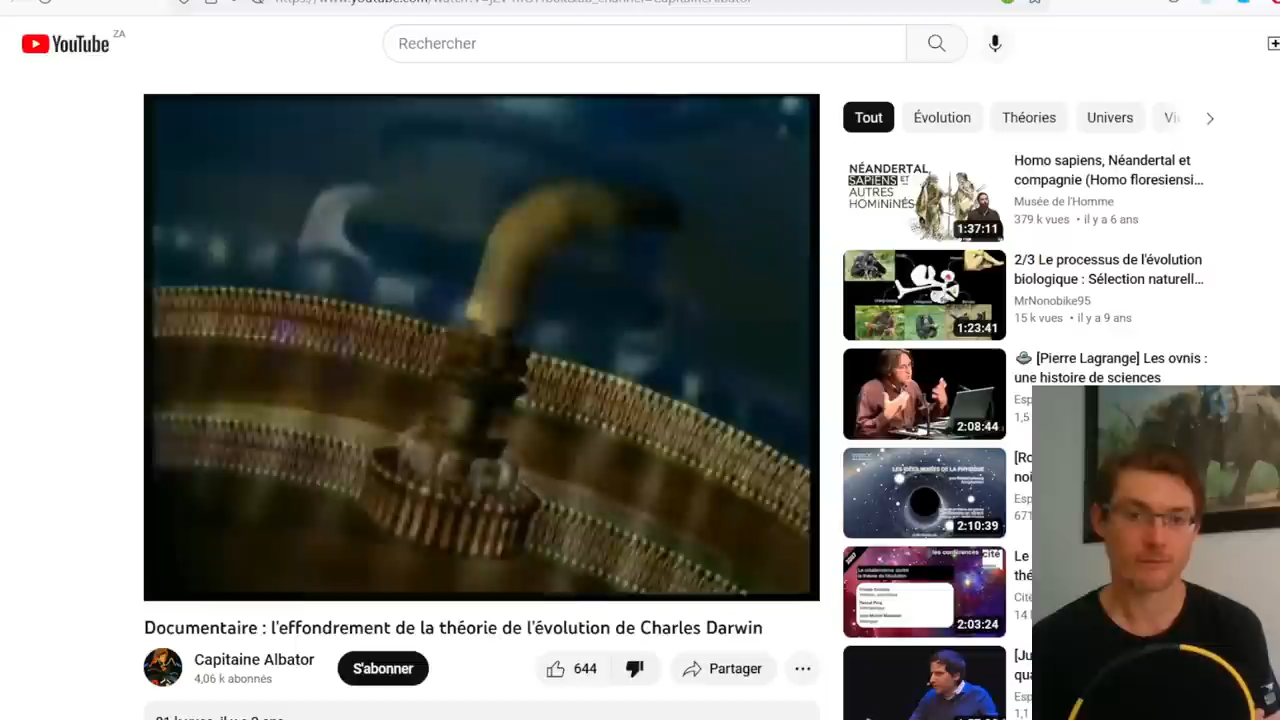 YouTube ZA
Rechercher
Tout
Évolution
Théories
Univers
NÉANDERTAL,
SAPIENS ET
AUTRES
HOMININÉS
1:37:11
Homo sapiens, Néandertal et
compagnie (Homo floresiensi...
Musée de l'Homme
379 k vues • il y a 6 ans
1:23:41
2/3 Le processus de l'évolution
biologique : Sélection naturell...
MrNonobike95
15 k vues • il y a 9 ans
2:08:44
[Pierre Lagrange] Les ovnis :
une histoire de sciences
Esp
1,5
2:10:39
[Ro
noi
Esp
671
les conférences cité
2:03:24
Le
thé
Cité
14 l
[Ju
qua
Esp
1,1
Documentaire : l'effondrement de la théorie de l'évolution de Charles Darwin
Capitaine Albator
4,06 k abonnés
S'abonner
644
Partager